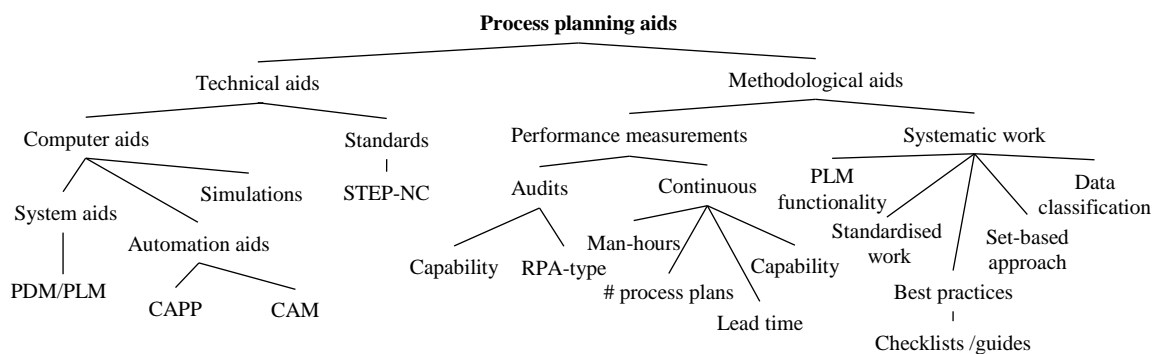 Process planning aids
Technical aids
Methodological aids
Computer aids
Standards
Performance measurements
Systematic work
System aids
Automation aids
Simulations
STEP-NC
Audits
Continuous
PLM
functionality
Standardised
work
Best practices
Set-based
approach
Data
classification
PDM/PLM
CAPP
CAM
Capability
RPA-type
Man-hours
# process plans
Lead time
Capability
Checklists /guides